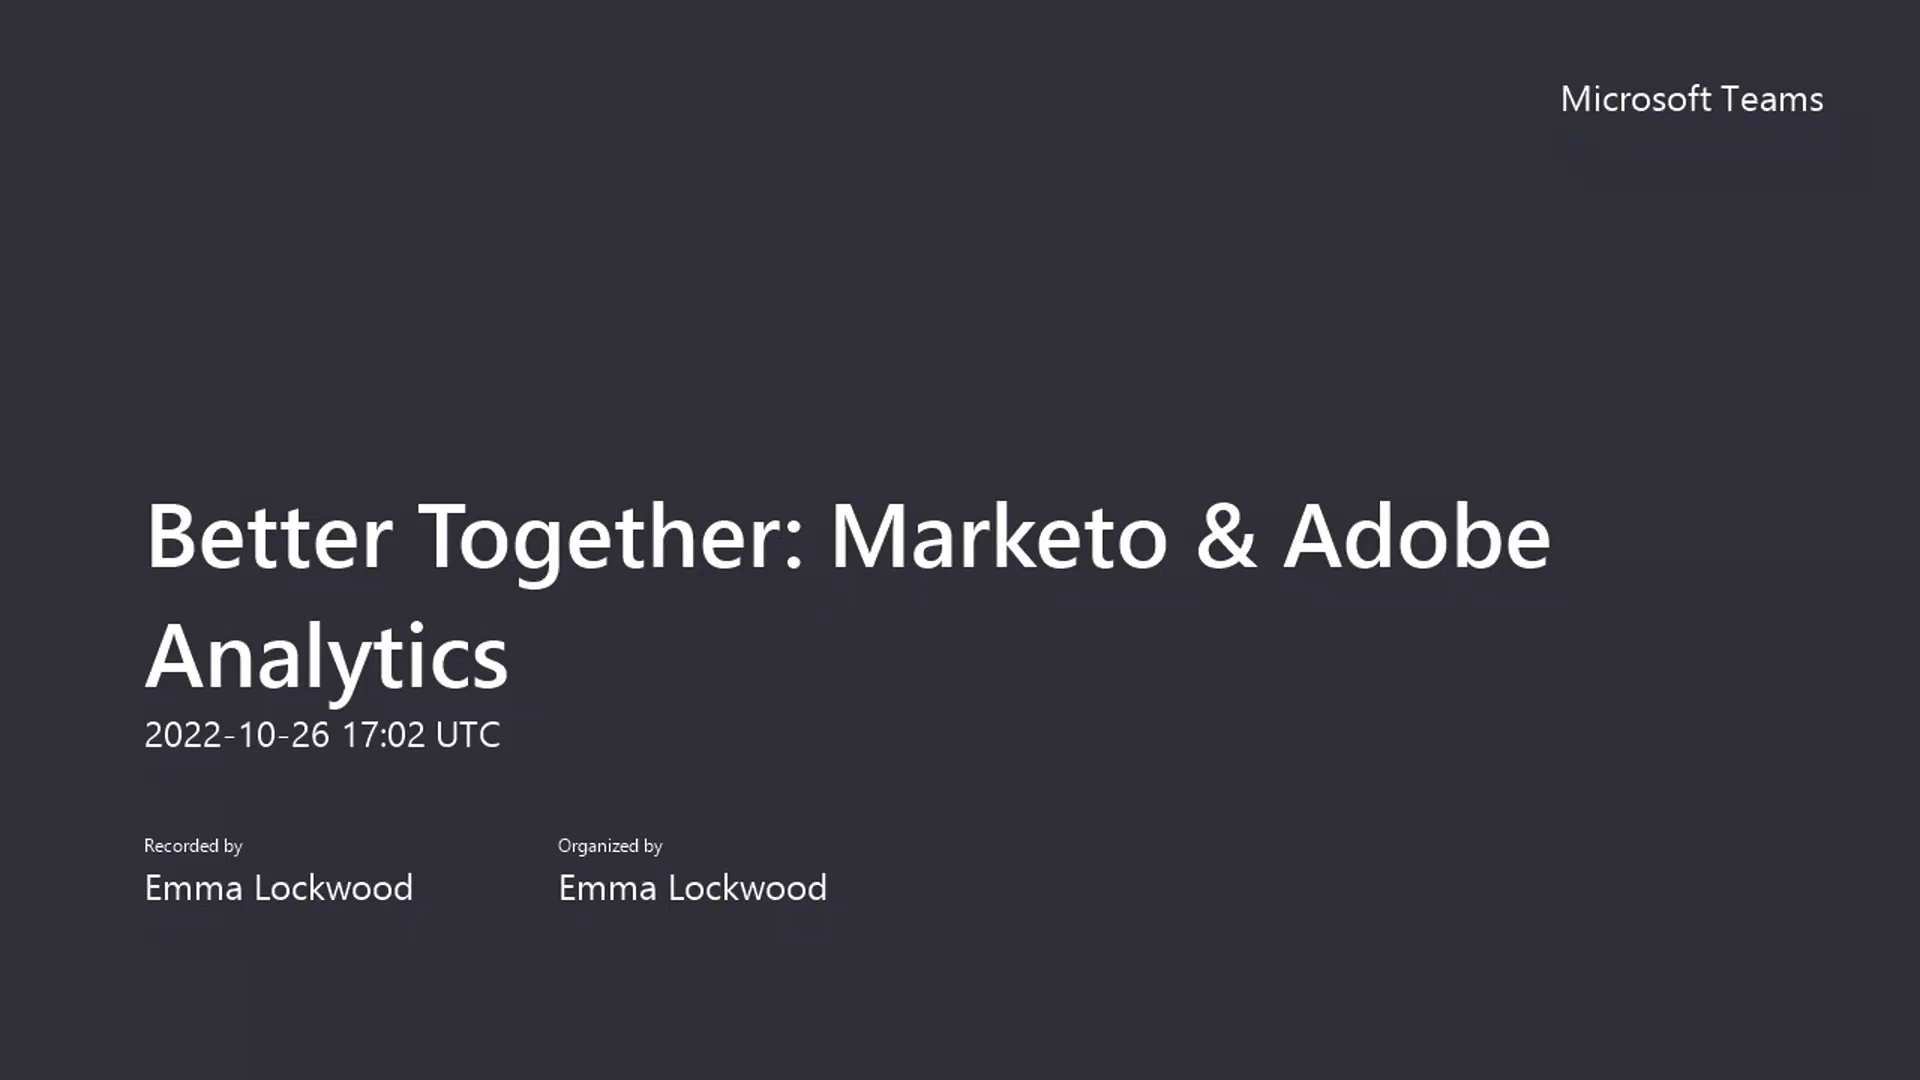 Microsoft Teams
Better Together: Marketo & Adobe
Analytics
2022-10-26 17:02 UTC
Recorded by
Emma Lockwood
Organized by
Emma Lockwood